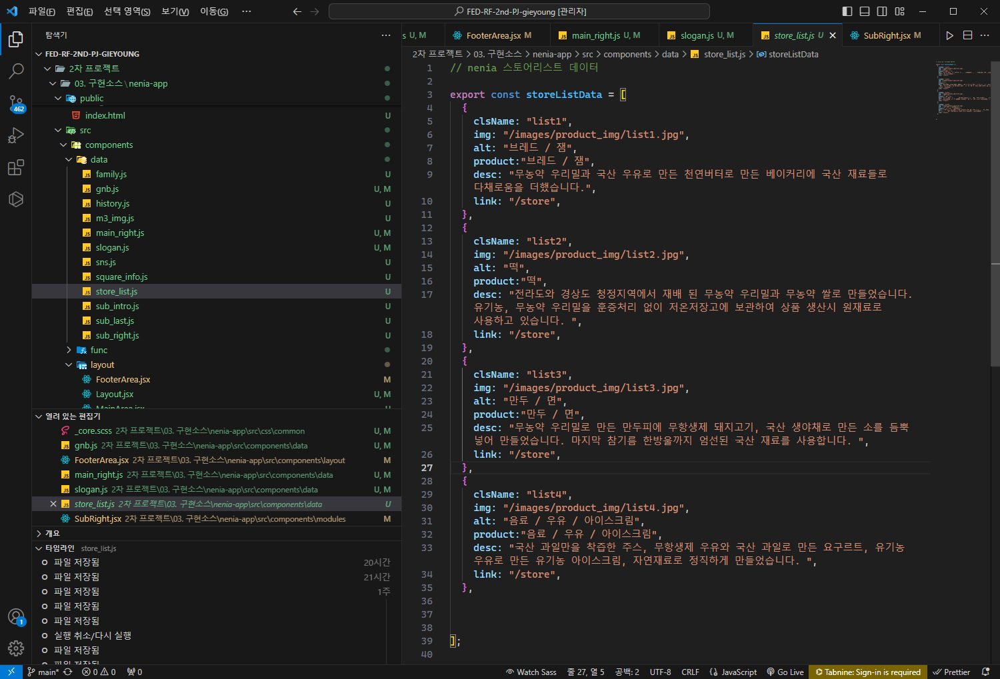 파일(F) 편집(E) 선택 영역(S) 보기(V) 이동(G) ··· FED-RF-2nd-PJ-gieyoung [관리자]
탐색기
FED-RF-2ND-PJ-GIEYOUNG
2차 프로젝트
03. 구현소스\nenia-app
public
index.html U
src
components
data
family.js U
gnb.js U, M
history.js U
m3_img.js U
main_right.js U, M
slogan.js U, M
sns.js U
square_info.js U
store_list.js U
sub_intro.js U
sub_last.js U
sub_right.js U
func
layout
FooterArea.jsx M
Layout.jsx U, M
MainArea.jsx
열려 있는 편집기
_core.scss 2차 프로젝트\03. 구현소스\nenia-app\src\css\common U, M
gnb.js 2차 프로젝트\03. 구현소스\nenia-app\src\components\data U, M
FooterArea.jsx 2차 프로젝트\03. 구현소스\nenia-app\src\components\layout M
main_right.js 2차 프로젝트\03. 구현소스\nenia-app\src\components\data U, M
slogan.js 2차 프로젝트\03. 구현소스\nenia-app\src\components\data U, M
store_list.js 2차 프로젝트\03. 구현소스\nenia-app\src\components\data U
SubRight.jsx 2차 프로젝트\03. 구현소스\nenia-app\src\components\modules M
개요
타임라인 store_list.js
파일 저장됨 20시간
파일 저장됨 21시간
파일 저장됨 1주
파일 저장됨
파일 저장됨
실행 취소/다시 실행
파일 저장됨
파일 저장됨
462
1
s U, M FooterArea.jsx M main_right.js U, M slogan.js U, M store_list.js U SubRight.jsx M
2차 프로젝트 > 03. 구현소스 > nenia-app > src > components > data > store_list.js > storeListData
1 // nenia 스토어리스트 데이터
2
3 export const storeListData = [
4 {
5 clsName: "list1",
6 img: "/images/product_img/list1.jpg",
7 alt: "브레드 / 잼",
8 product:"브레드 / 잼",
9 desc: "무농약 우리밀과 국산 우유로 만든 천연버터로 만든 베이커리에 국산 재료들로
다채로움을 더했습니다.",
10 link: "/store",
11 },
12 {
13 clsName: "list2",
14 img: "/images/product_img/list2.jpg",
15 alt: "떡",
16 product:"떡",
17 desc: "전라도와 경상도 청정지역에서 재배 된 무농약 우리밀과 무농약 쌀로 만들었습니다.
유기농, 무농약 우리밀을 훈증처리 없이 저온저장고에 보관하여 상품 생산시 원재료로
사용하고 있습니다. ",
18 link: "/store",
19 },
20 {
21 clsName: "list3",
22 img: "/images/product_img/list3.jpg",
23 alt: "만두 / 면",
24 product:"만두 / 면",
25 desc: "무농약 우리밀로 만든 만두피에 무항생제 돼지고기, 국산 생야채로 만든 소를 듬뿍
넣어 만들었습니다. 마지막 참기름 한방울까지 엄선된 국산 재료를 사용합니다. ",
26 link: "/store",
27 },
28 {
29 clsName: "list4",
30 img: "/images/product_img/list4.jpg",
31 alt: "음료 / 우유 / 아이스크림",
32 product:"음료 / 우유 / 아이스크림",
33 desc: "국산 과일만을 착즙한 주스, 무항생제 우유와 국산 과일로 만든 요구르트, 유기농
우유로 만든 유기농 아이스크림, 자연재료로 정직하게 만들었습니다. ",
34 link: "/store",
35 },
36
37
38
39 ];
40
main* 0 0 0 Watch Sass 줄 27, 열 5 공백: 2 UTF-8 CRLF JavaScript Go Live Tabnine: Sign-in is required Prettier